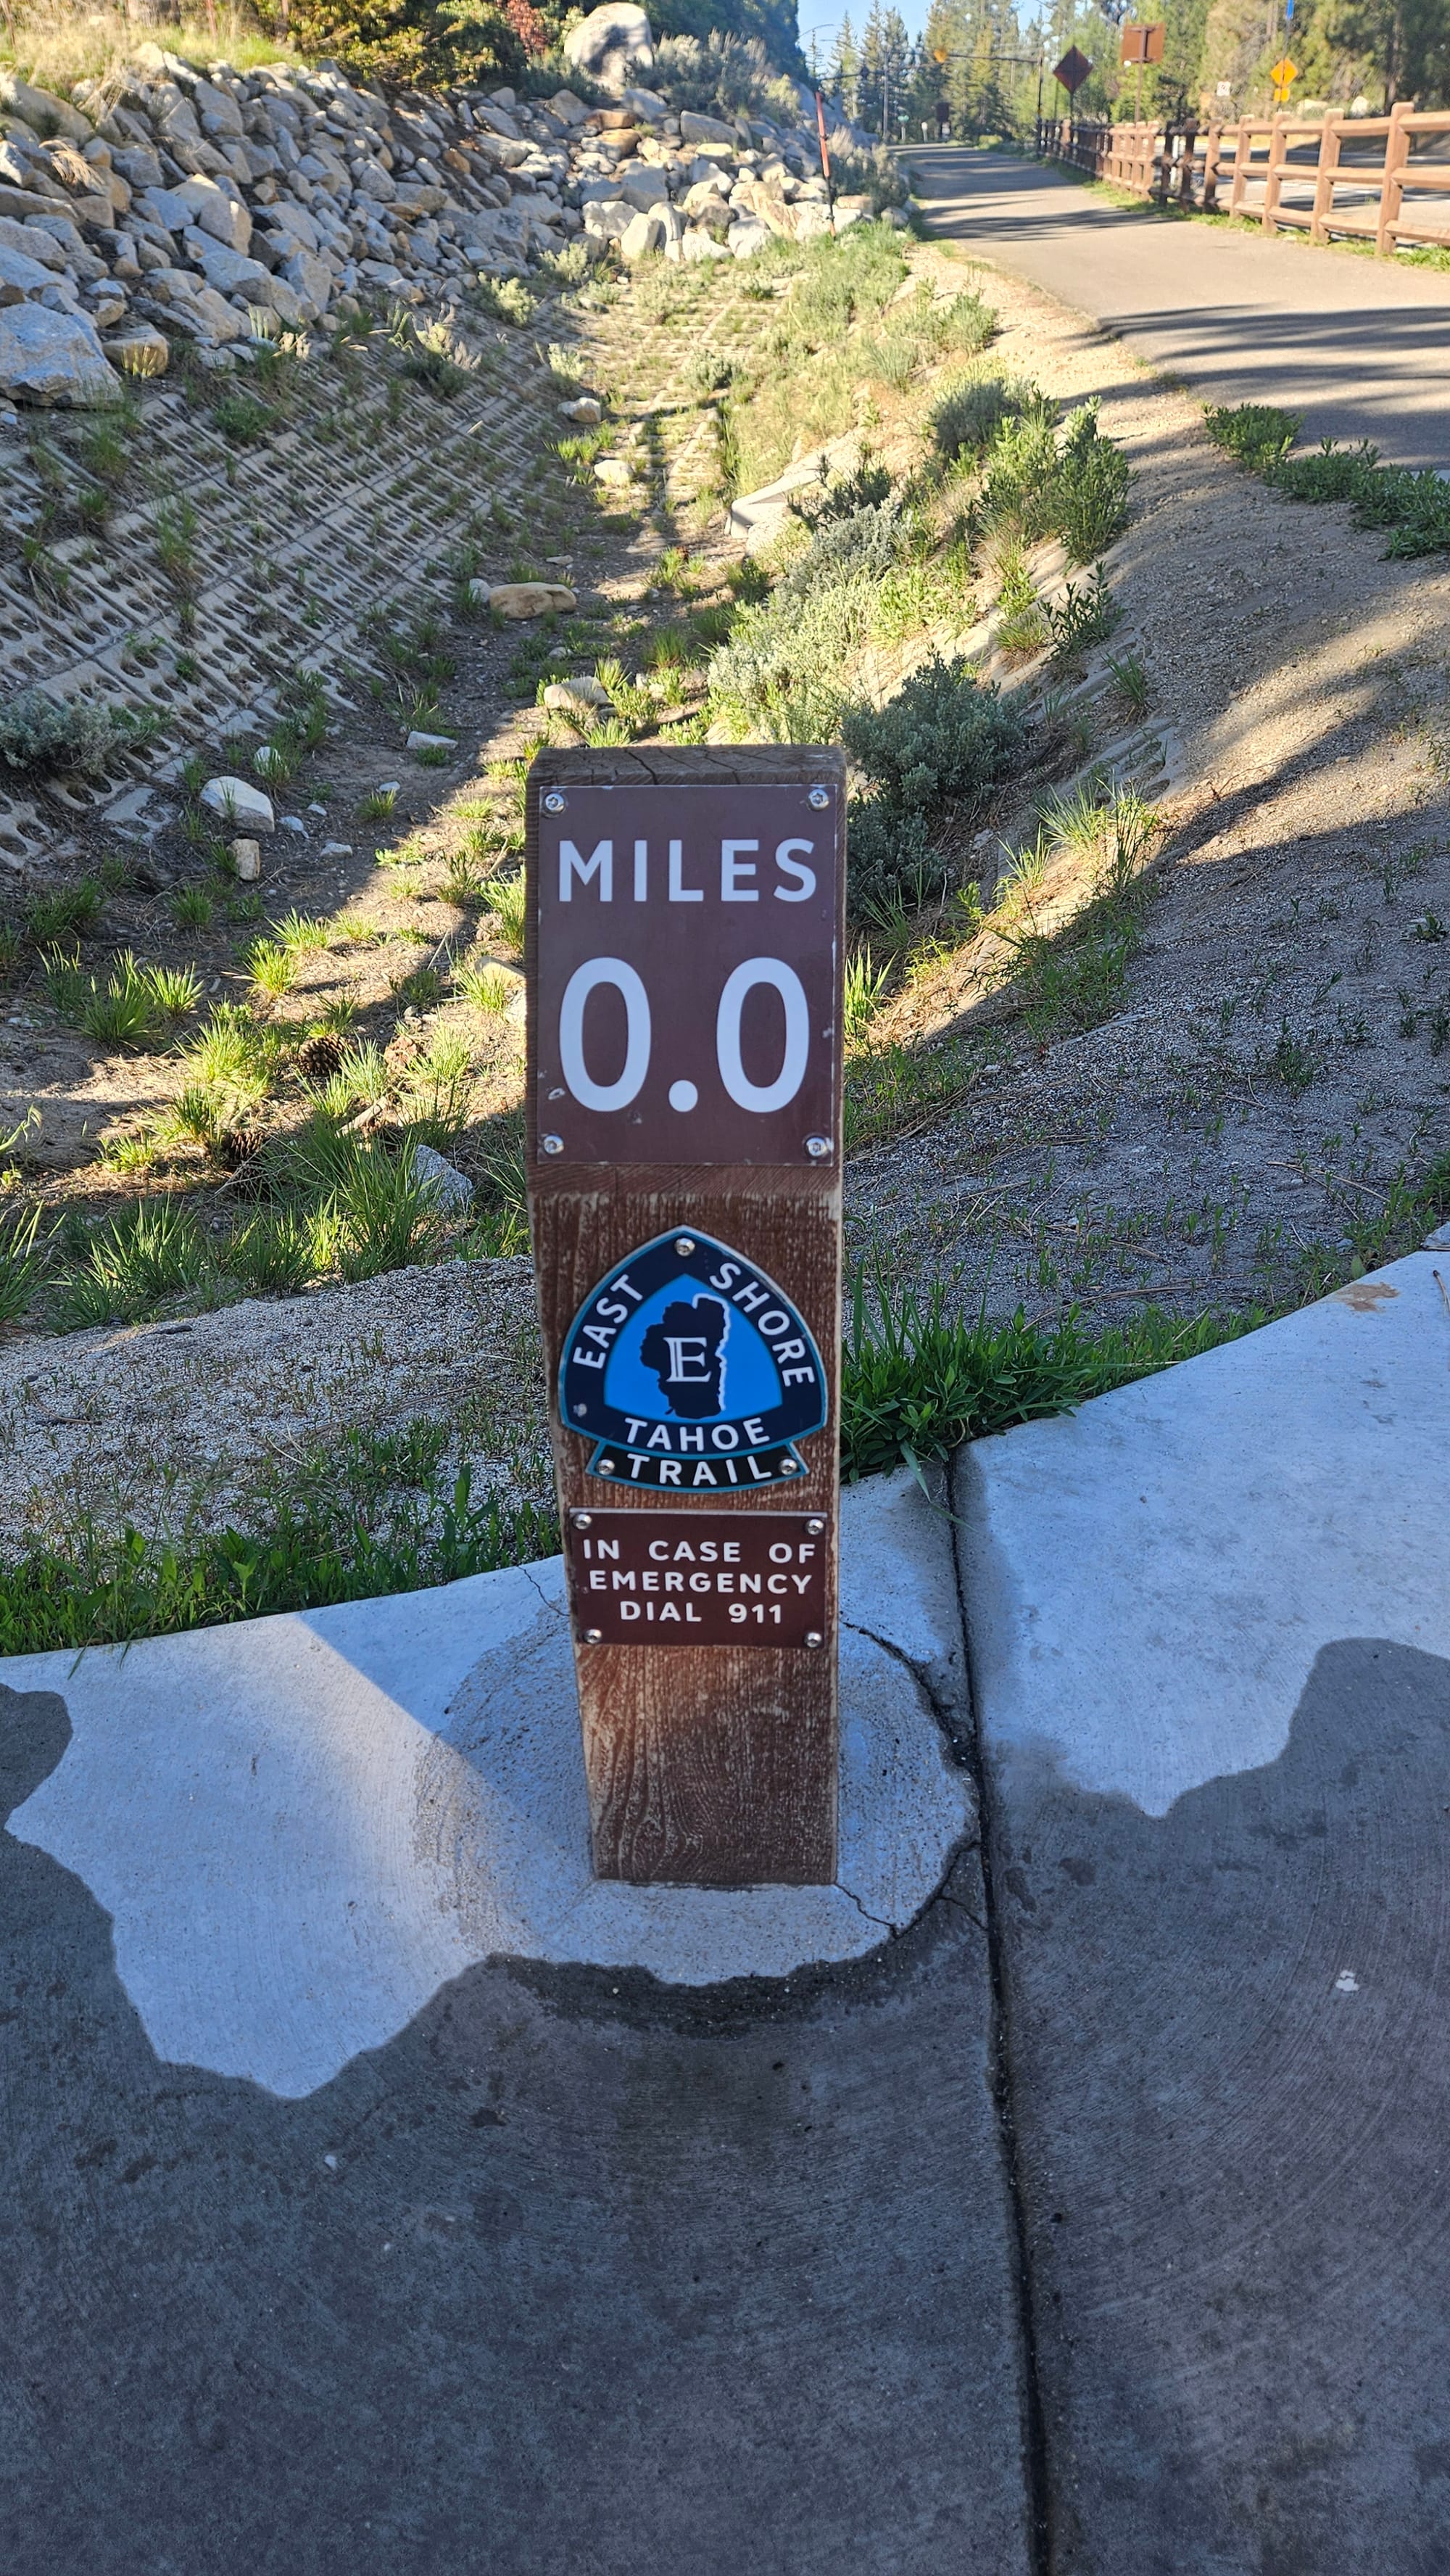 MILES
0.0
EAST SHORE
E
TAHOE
TRAIL
IN CASE OF
EMERGENCY
DIAL 911